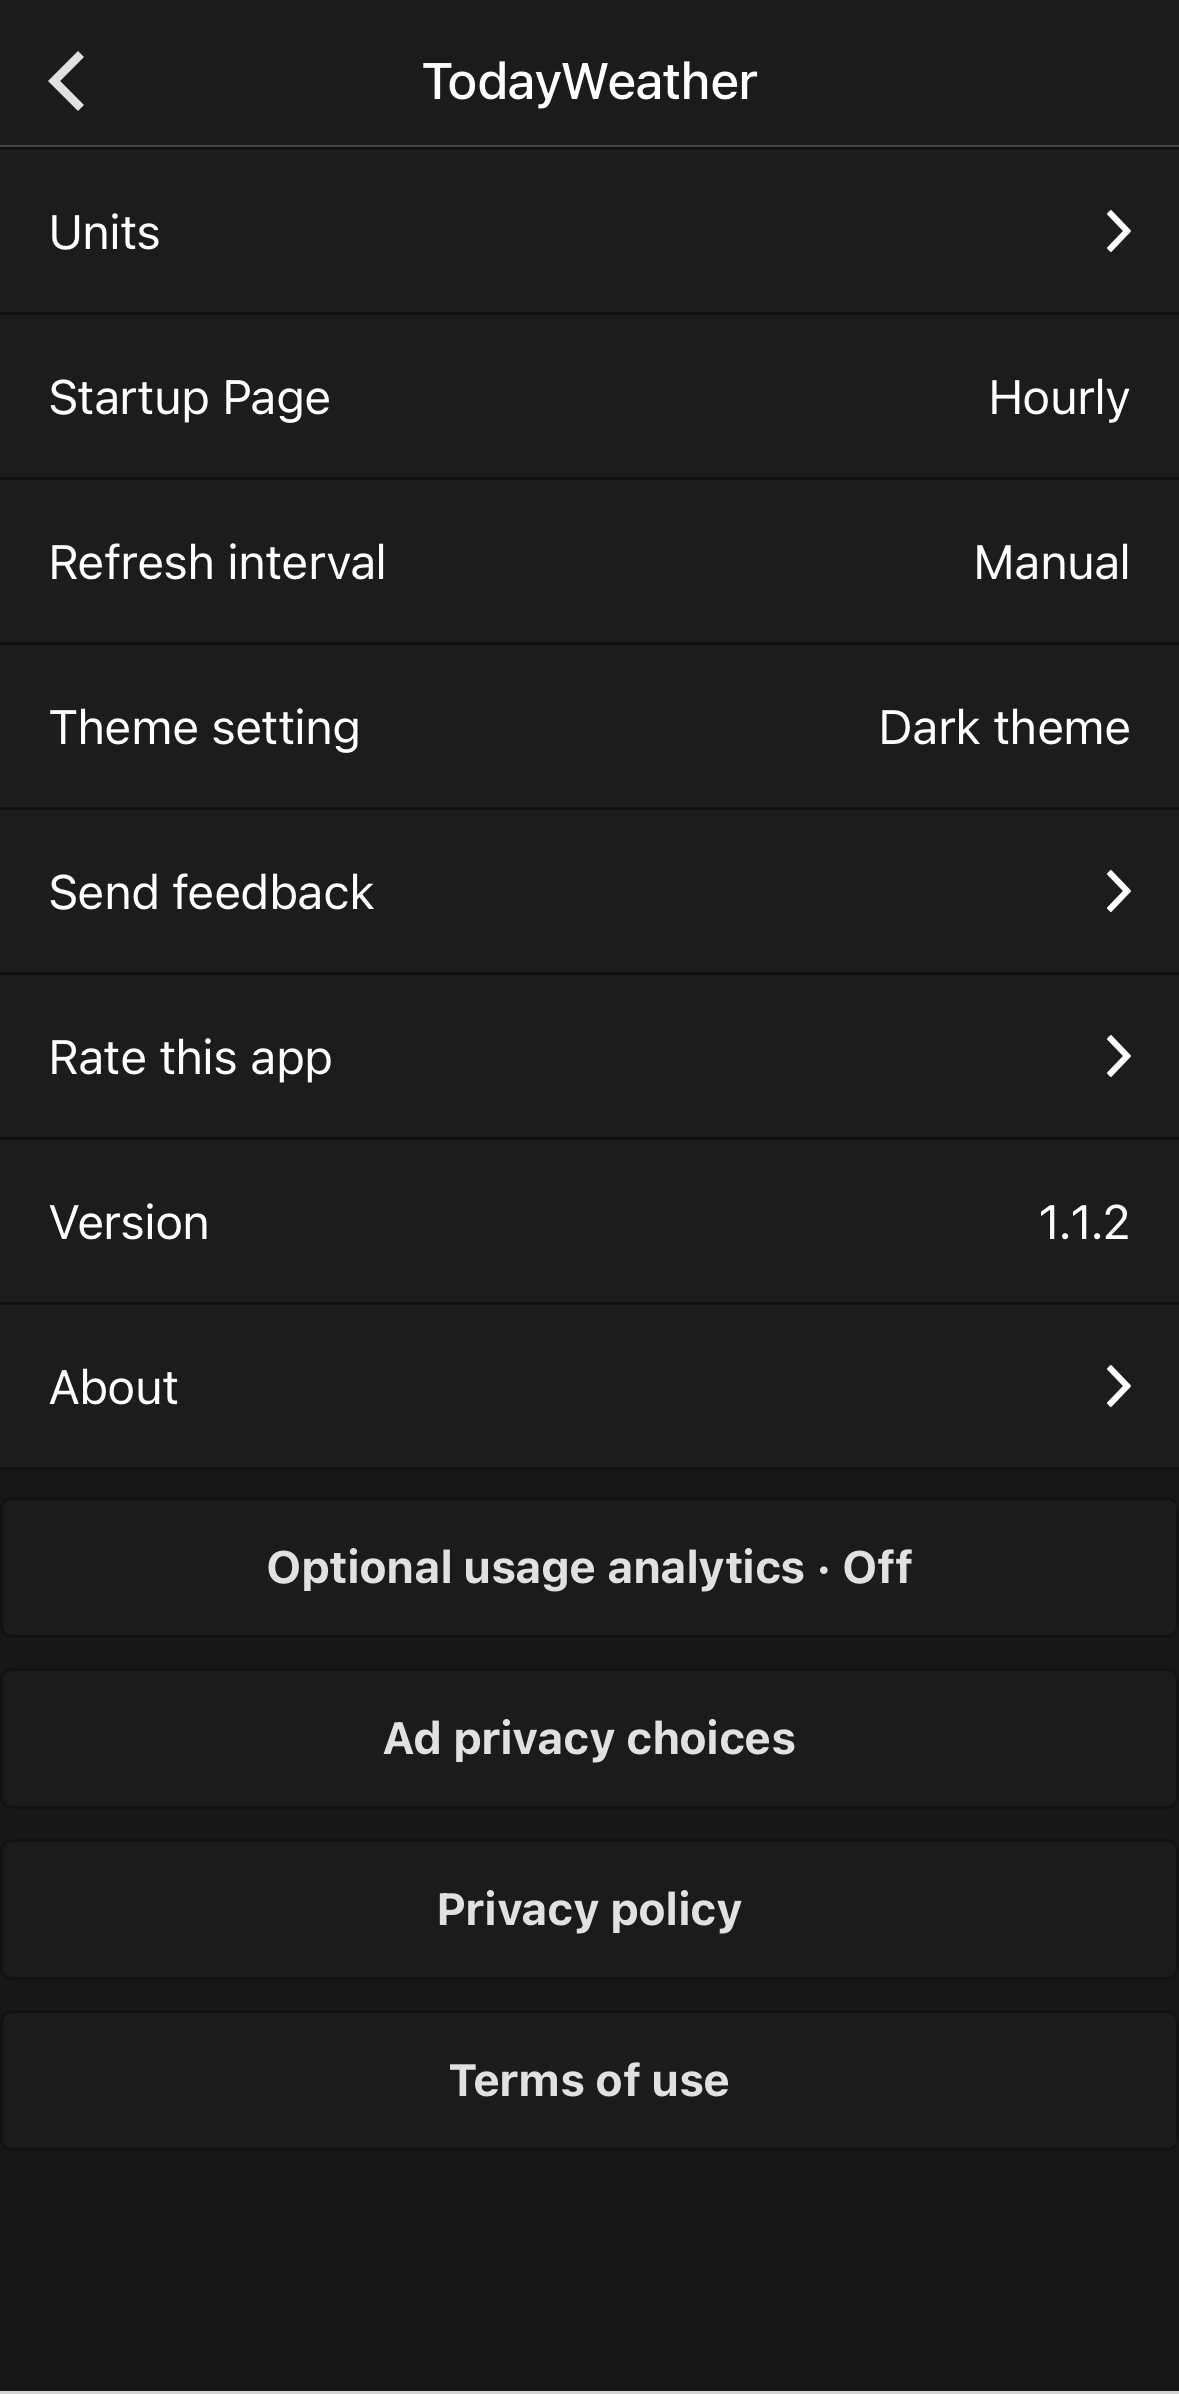 TodayWeather
Units
Startup Page Hourly
Refresh interval Manual
Theme setting Dark theme
Send feedback
Rate this app
Version 1.1.2
About
Optional usage analytics · Off
Ad privacy choices
Privacy policy
Terms of use